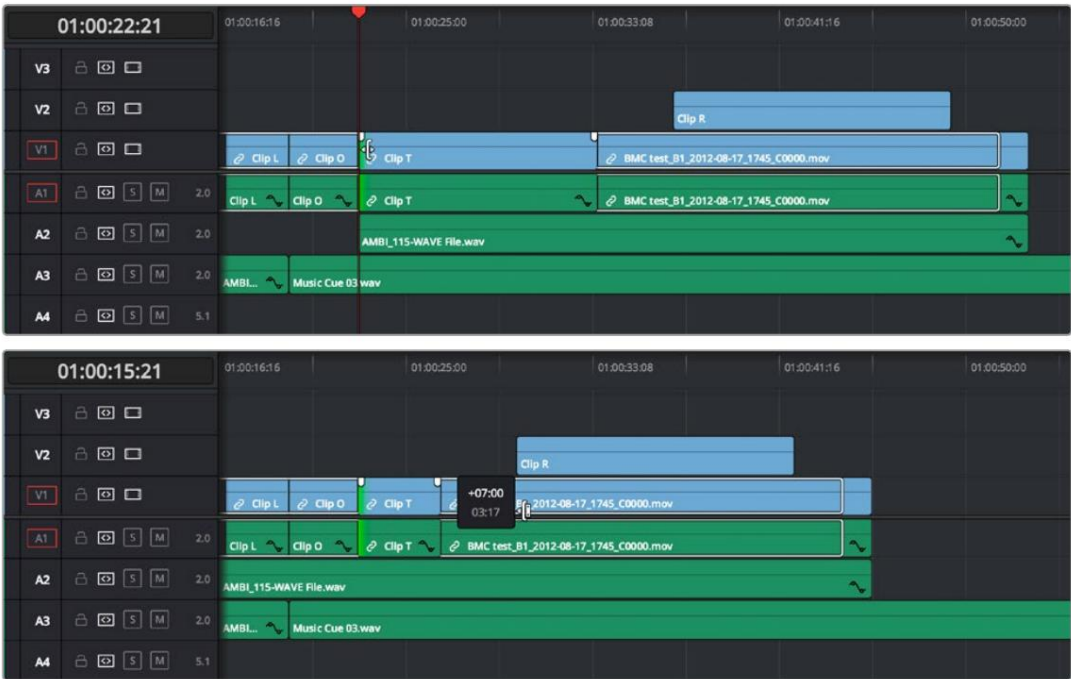 01:00:22:21
01:00:16:16 01:00:25:00 01:00:33:08 01:00:41:16 01:00:50:00
V3
V2 Clip R
V1 Clip L Clip O Clip T BMC test_B1_2012-08-17_1745_C0000.mov
A1 S M 2.0 Clip L Clip O Clip T BMC test_B1_2012-08-17_1745_C0000.mov
A2 S M 2.0 AMBI_115-WAVE File.wav
A3 S M 2.0 AMBI... Music Cue 03.wav
A4 S M 5.1
01:00:15:21
01:00:16:16 01:00:25:00 01:00:33:08 01:00:41:16 01:00:50:00
V3
V2 Clip R
+07:00
V1 Clip L Clip O Clip T _2012-08-17_1745_C0000.mov
03:17
A1 S M 2.0 Clip L Clip O Clip T BMC test_B1_2012-08-17_1745_C0000.mov
A2 S M 2.0 AMBI_115-WAVE File.wav
A3 S M 2.0 AMBI... Music Cue 03.wav
A4 S M 5.1